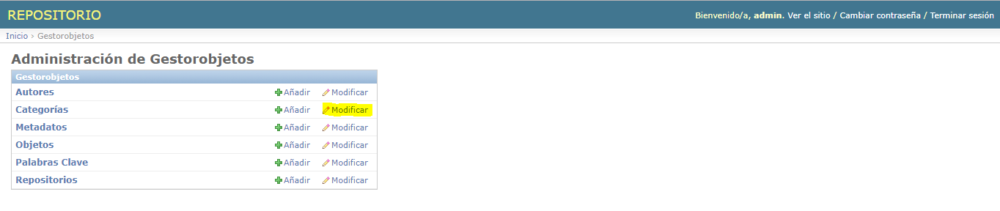 REPOSITORIO
Bienvenido/a, admin. Ver el sitio / Cambiar contraseña / Terminar sesión
Inicio › Gestorobjetos
Administración de Gestorobjetos
Gestorobjetos
Autores Añadir Modificar
Categorías Añadir Modificar
Metadatos Añadir Modificar
Objetos Añadir Modificar
Palabras Clave Añadir Modificar
Repositorios Añadir Modificar